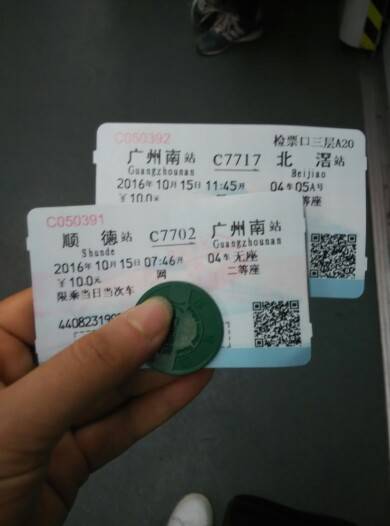 C050392
检票口三层A20
广州南站 C7717 北滘站
Guangzhounan Beijiao
2016年10月15日11:45开 04车05A号
¥10.0元 二等座
C050391
顺德站 C7702 广州南站
Shunde Guangzhounan
2016年10月15日07:46开 04车无座
¥10.0元 网 二等座
限乘当日当次车